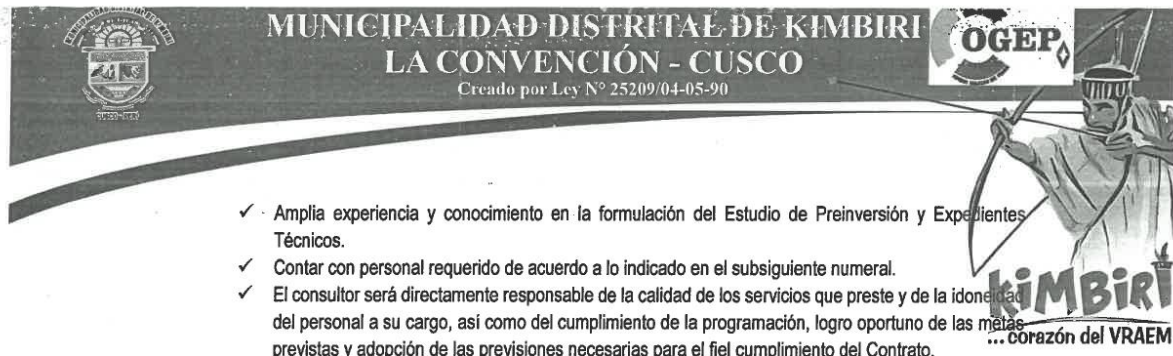 MUNICIPALIDAD DISTRITAL DE KIMBIRI
LA CONVENCIÓN - CUSCO
Creado por Ley N° 25209/04-05-90
OGEP
CUSCO-PERÚ
✓ Amplia experiencia y conocimiento en la formulación del Estudio de Preinversión y Expedientes
Técnicos.
✓ Contar con personal requerido de acuerdo a lo indicado en el subsiguiente numeral.
✓ El consultor será directamente responsable de la calidad de los servicios que preste y de la idoneidad
del personal a su cargo, así como del cumplimiento de la programación, logro oportuno de las metas
previstas y adopción de las previsiones necesarias para el fiel cumplimiento del Contrato.
KiMBiRi
... corazón del VRAEM